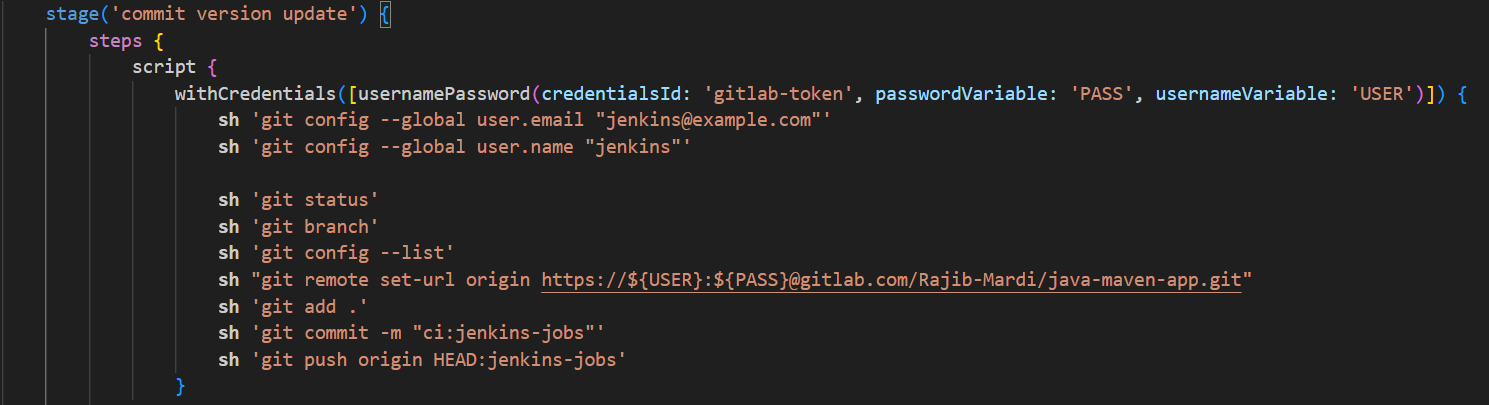 stage('commit version update') {
steps {
script {
withCredentials([usernamePassword(credentialsId: 'gitlab-token', passwordVariable: 'PASS', usernameVariable: 'USER')]) {
sh 'git config --global user.email "jenkins@example.com"'
sh 'git config --global user.name "jenkins"'
sh 'git status'
sh 'git branch'
sh 'git config --list'
sh "git remote set-url origin https://${USER}:${PASS}@gitlab.com/Rajib-Mardi/java-maven-app.git"
sh 'git add .'
sh 'git commit -m "ci:jenkins-jobs"'
sh 'git push origin HEAD:jenkins-jobs'
}